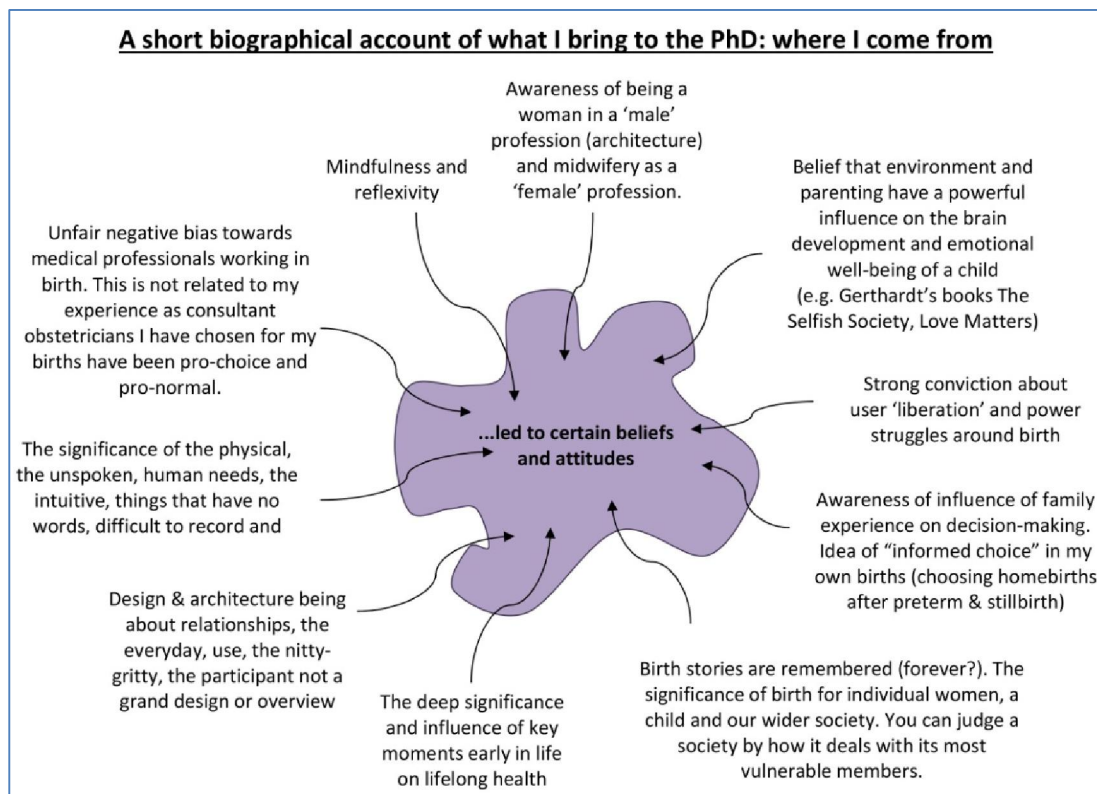 A short biographical account of what I bring to the PhD: where I come from
Awareness of being a
woman in a ‘male’
profession (architecture)
and midwifery as a
‘female’ profession.
Mindfulness and
reflexivity
Belief that environment and
parenting have a powerful
influence on the brain
development and emotional
well-being of a child
(e.g. Gerthardt’s books The
Selfish Society, Love Matters)
Unfair negative bias towards
medical professionals working in
birth. This is not related to my
experience as consultant
obstetricians I have chosen for my
births have been pro-choice and
pro-normal.
Strong conviction about
user ‘liberation’ and power
struggles around birth
...led to certain beliefs
and attitudes
The significance of the physical,
the unspoken, human needs, the
intuitive, things that have no
words, difficult to record and
Awareness of influence of family
experience on decision-making.
Idea of “informed choice” in my
own births (choosing homebirths
after preterm & stillbirth)
Design & architecture being
about relationships, the
everyday, use, the nitty-
gritty, the participant not a
grand design or overview
The deep significance
and influence of key
moments early in life
on lifelong health
Birth stories are remembered (forever?). The
significance of birth for individual women, a
child and our wider society. You can judge a
society by how it deals with its most
vulnerable members.